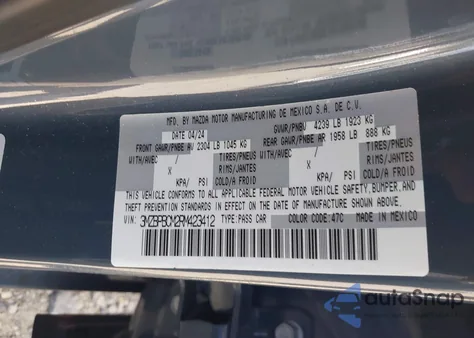 MFD. BY MAZDA MOTOR MANUFACTURING DE MEXICO S.A. DE C.V.
DATE 04/24 GVWR/PNBV 4239 LB 1923 KG
FRONT GAWR/PNBE AV 2304 LB 1045 KG REAR GAWR/PNBE AR 1958 LB 888 KG
WITH/AVEC / TIRES/PNEUS WITH/AVEC / TIRES/PNEUS
X RIMS/JANTES X RIMS/JANTES
KPA/ PSI COLD/A FROID KPA/ PSI COLD/A FROID
THIS VEHICLE CONFORMS TO ALL APPLICABLE FEDERAL MOTOR VEHICLE SAFETY, BUMPER, AND
THEFT PREVENTION STANDARDS IN EFFECT ON THE DATE OF MANUFACTURE SHOWN ABOVE.
VIN: 3MZBPBCM2RM423412 TYPE:PASS CAR COLOR CODE:47C MADE IN MEXICO
autoSnap